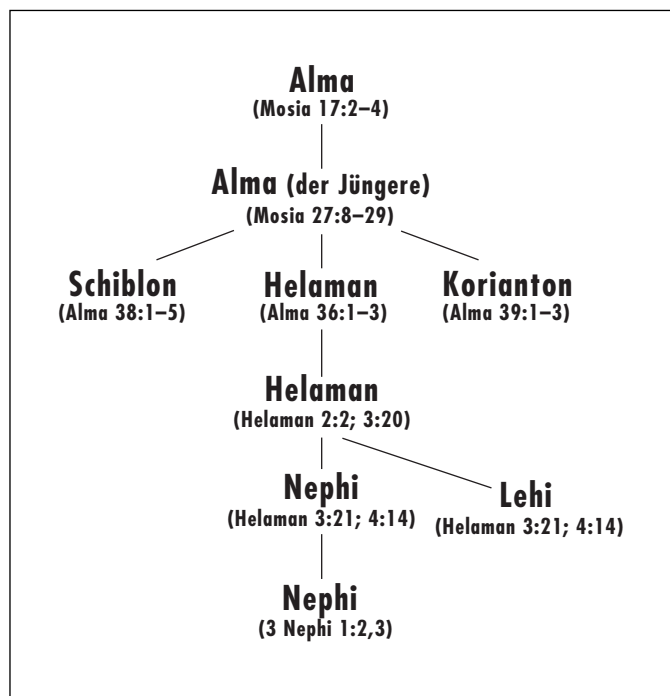 Alma
(Mosia 17:2–4)
Alma (der Jüngere)
(Mosia 27:8–29)
Schiblon Helaman Korianton
(Alma 38:1–5) (Alma 36:1–3) (Alma 39:1–3)
Helaman
(Helaman 2:2; 3:20)
Nephi Lehi
(Helaman 3:21; 4:14) (Helaman 3:21; 4:14)
Nephi
(3 Nephi 1:2,3)